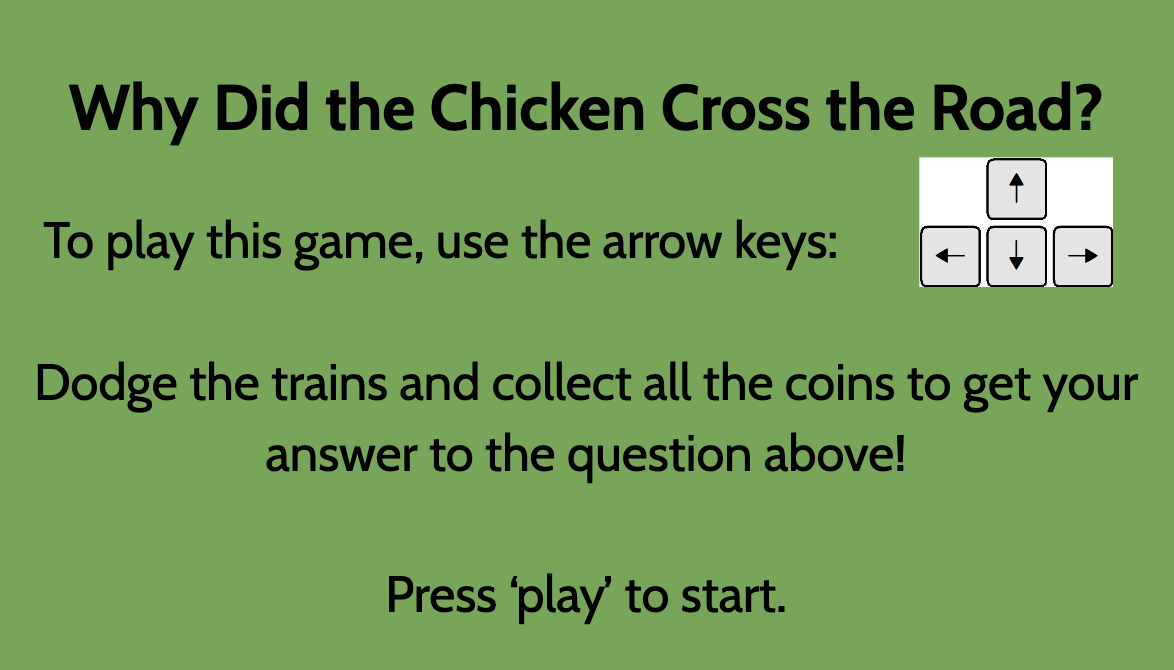 Why Did the Chicken Cross the Road?
To play this game, use the arrow keys:
↑
← ↓ →
Dodge the trains and collect all the coins to get your
answer to the question above!
Press ‘play’ to start.